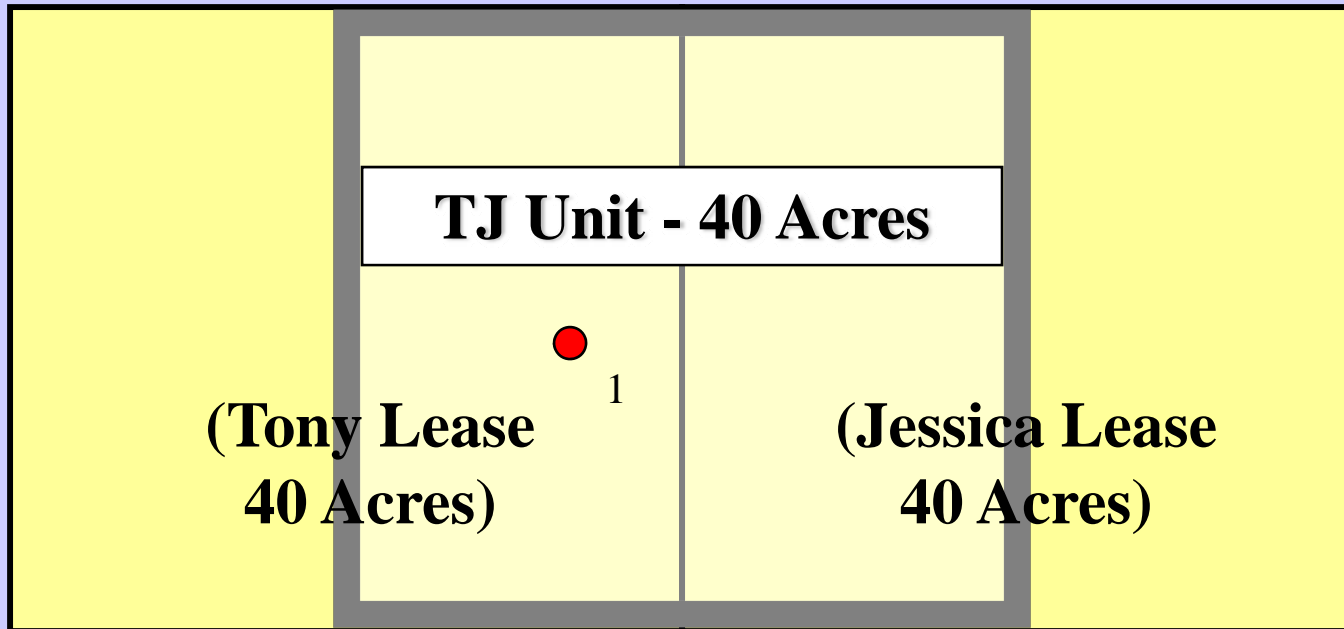 TJ Unit - 40 Acres
1
(Tony Lease
40 Acres)
(Jessica Lease
40 Acres)